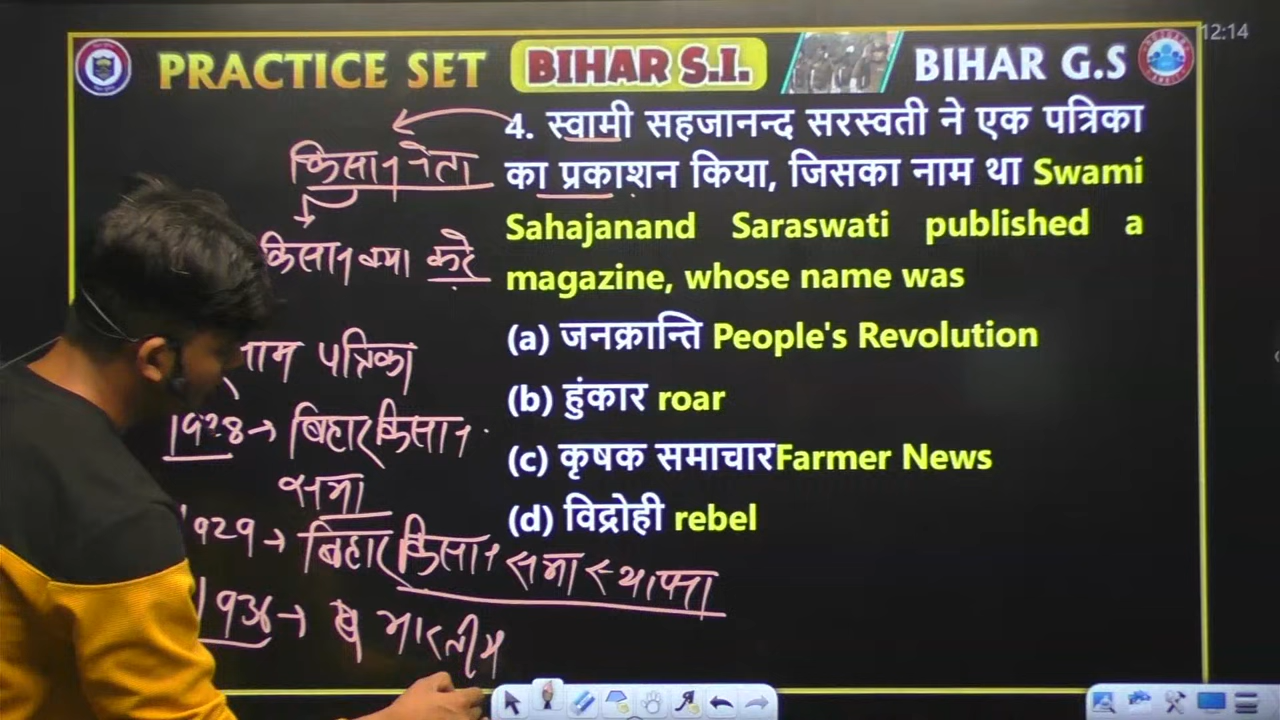 12:14
PRACTICE SET BIHAR S.I. BIHAR G.S
4. स्वामी सहजानन्द सरस्वती ने एक पत्रिका
का प्रकाशन किया, जिसका नाम था Swami
Sahajanand Saraswati published a
magazine, whose name was
(a) जनक्रान्ति People's Revolution
(b) हुंकार roar
(c) कृषक समाचारFarmer News
(d) विद्रोही rebel
किसान नेता
किसान क्या करे
नाम पत्रिका
1928→ बिहार किसान
सभा
1929→ बिहार किसान सभा स्थापना
1936→ भारतीय